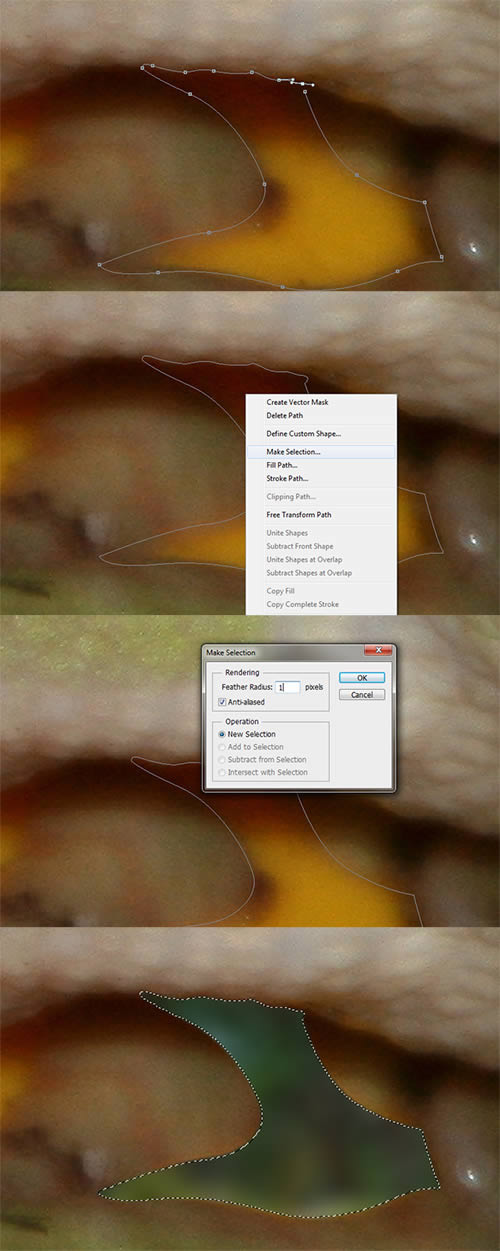 Create Vector Mask
Delete Path
Define Custom Shape...
Make Selection...
Fill Path...
Stroke Path...
Clipping Path...
Free Transform Path
Unite Shapes
Subtract Front Shape
Unite Shapes at Overlap
Subtract Shapes at Overlap
Copy Fill
Copy Complete Stroke
Make Selection
Rendering
Feather Radius: 1 pixels
Anti-aliased
OK
Cancel
Operation
New Selection
Add to Selection
Subtract from Selection
Intersect with Selection